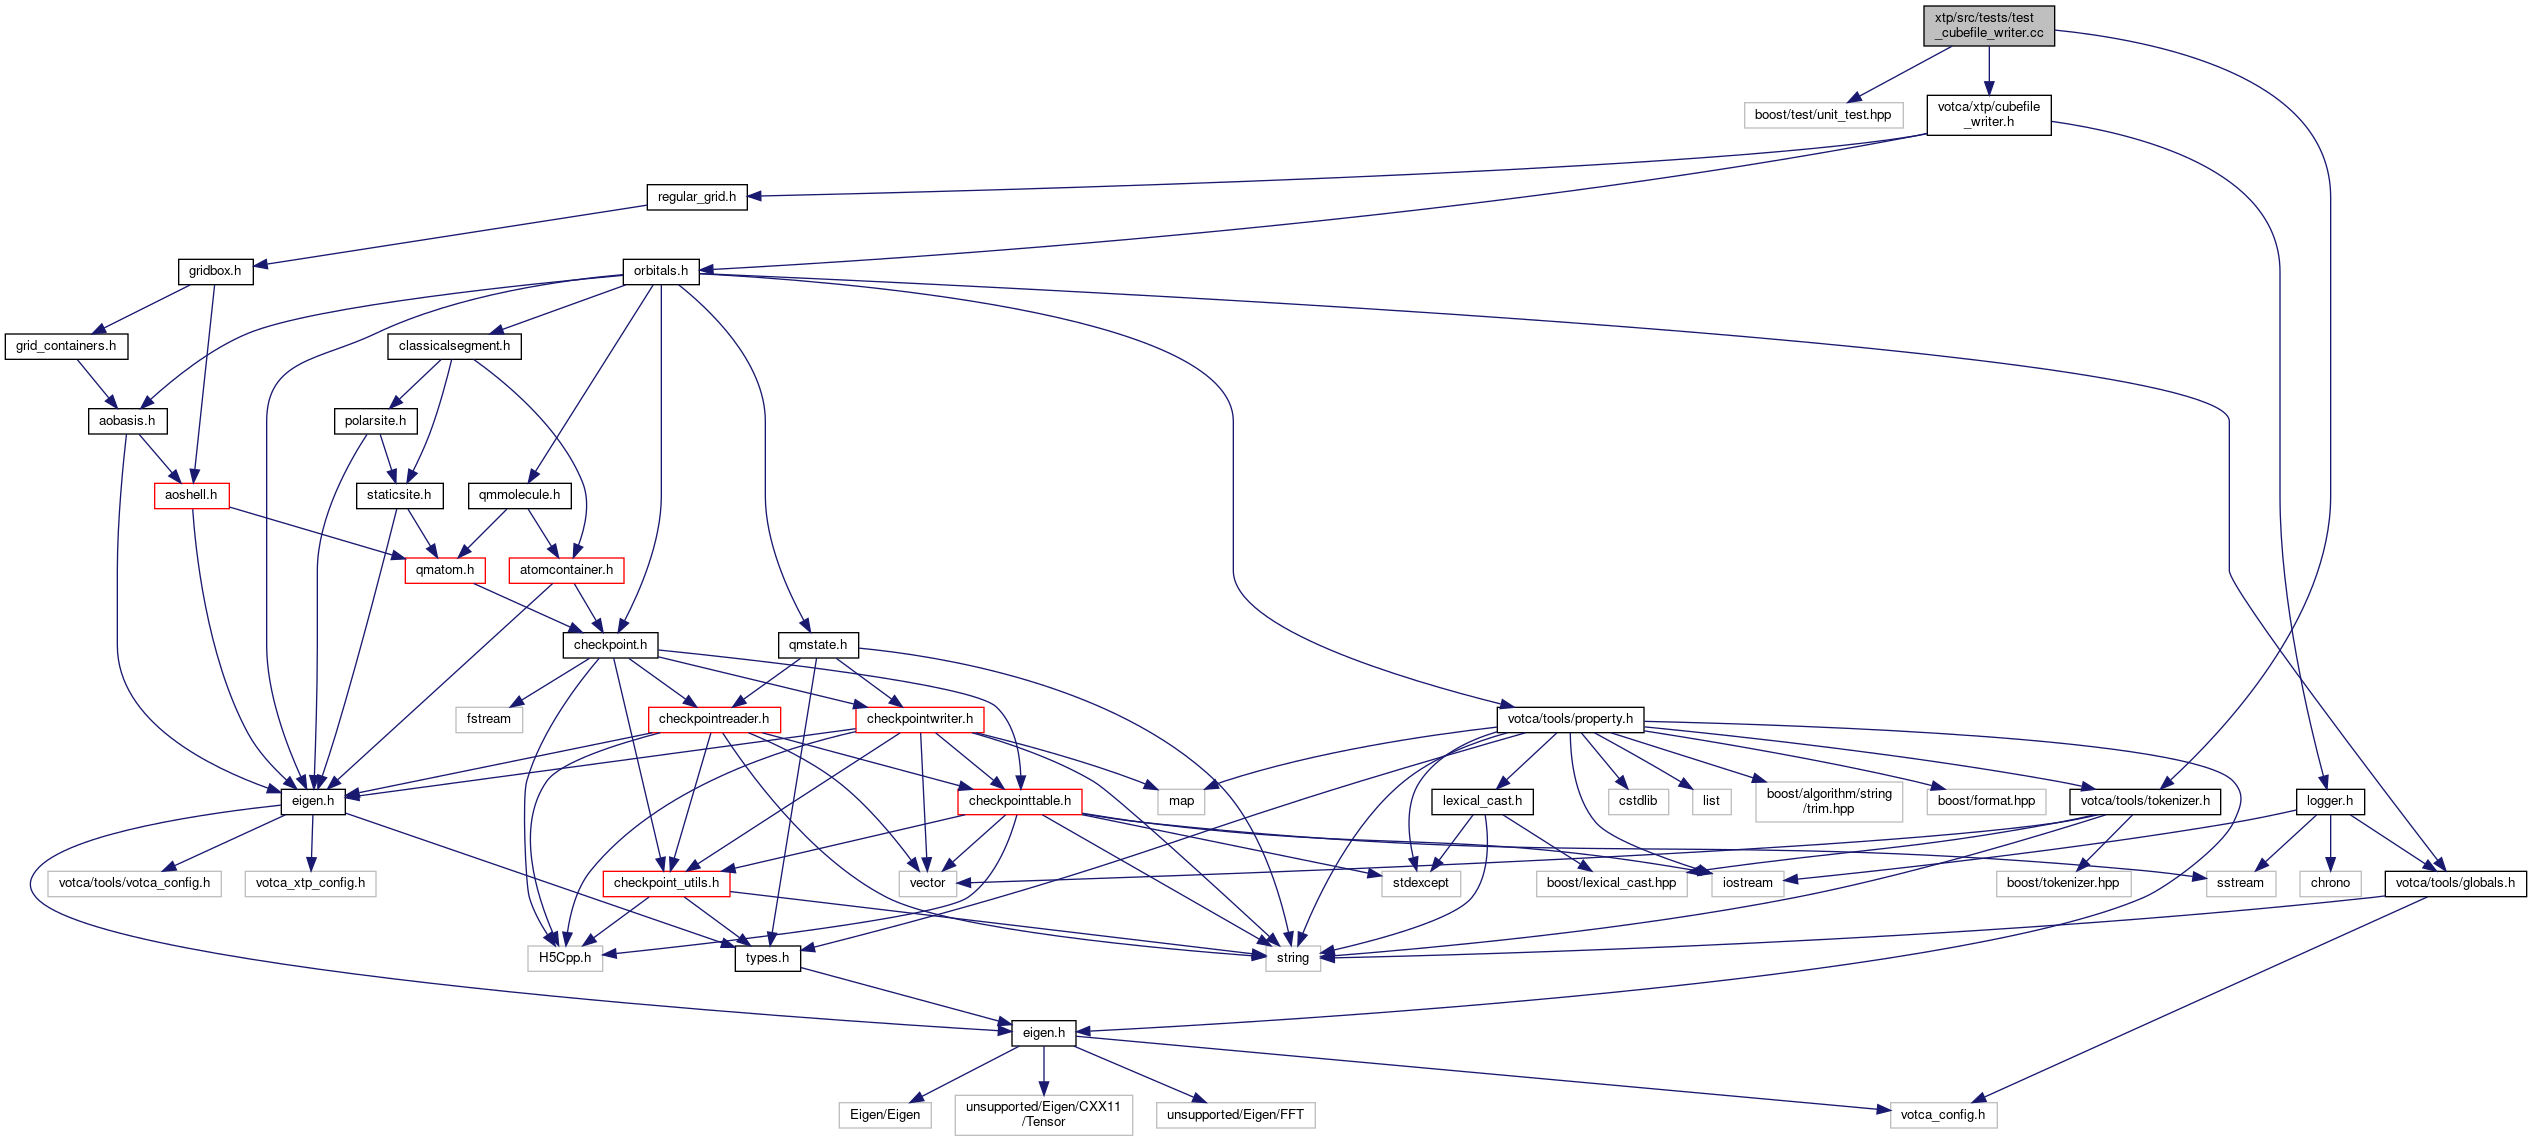 xtp/src/tests/test
_cubefile_writer.cc
boost/test/unit_test.hpp
votca/xtp/cubefile
_writer.h
regular_grid.h
gridbox.h
orbitals.h
grid_containers.h
classicalsegment.h
aobasis.h
polarsite.h
aoshell.h
staticsite.h
qmmolecule.h
qmatom.h
atomcontainer.h
checkpoint.h
qmstate.h
fstream
checkpointreader.h
checkpointwriter.h
votca/tools/property.h
eigen.h
checkpointtable.h
map
lexical_cast.h
cstdlib
list
boost/algorithm/string
/trim.hpp
boost/format.hpp
votca/tools/tokenizer.h
logger.h
votca/tools/votca_config.h
votca_xtp_config.h
checkpoint_utils.h
vector
stdexcept
boost/lexical_cast.hpp
iostream
boost/tokenizer.hpp
sstream
chrono
votca/tools/globals.h
H5Cpp.h
types.h
string
eigen.h
Eigen/Eigen
unsupported/Eigen/CXX11
/Tensor
unsupported/Eigen/FFT
votca_config.h